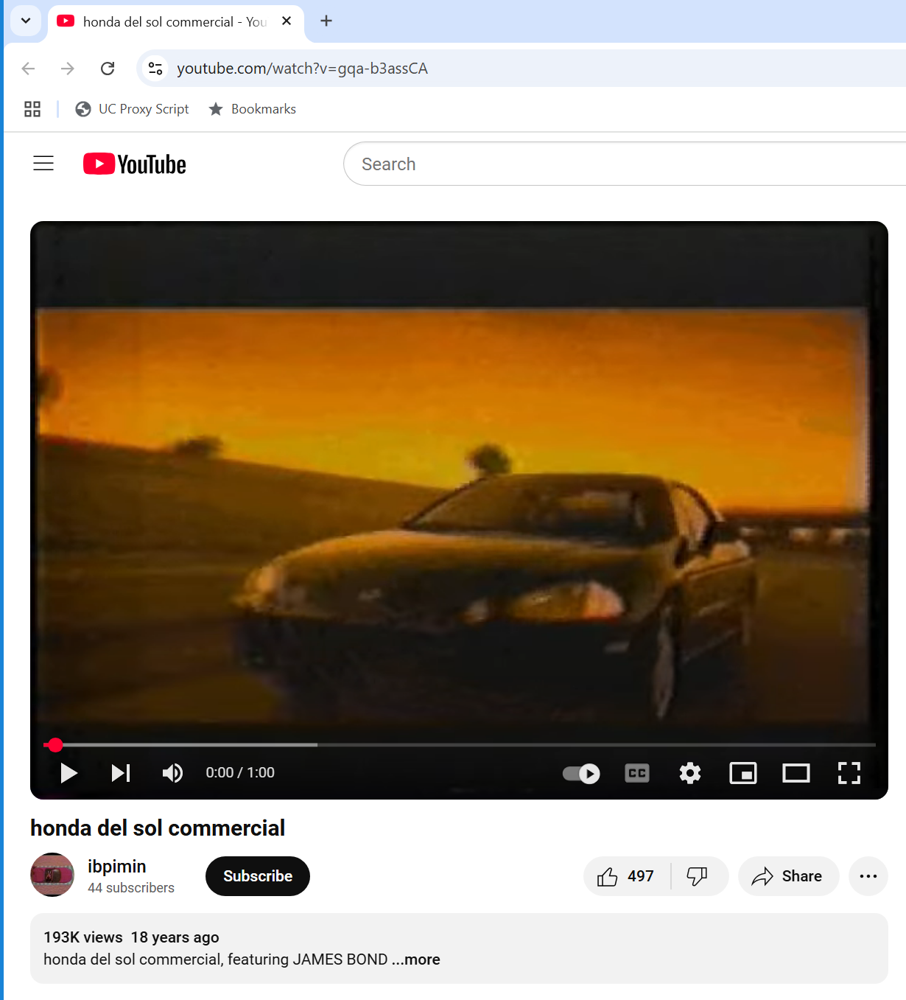 honda del sol commercial - You
youtube.com/watch?v=gqa-b3assCA
UC Proxy Script Bookmarks
YouTube
Search
0:00 / 1:00
CC
honda del sol commercial
ibpimin
44 subscribers
Subscribe
497
Share
193K views 18 years ago
honda del sol commercial, featuring JAMES BOND ...more